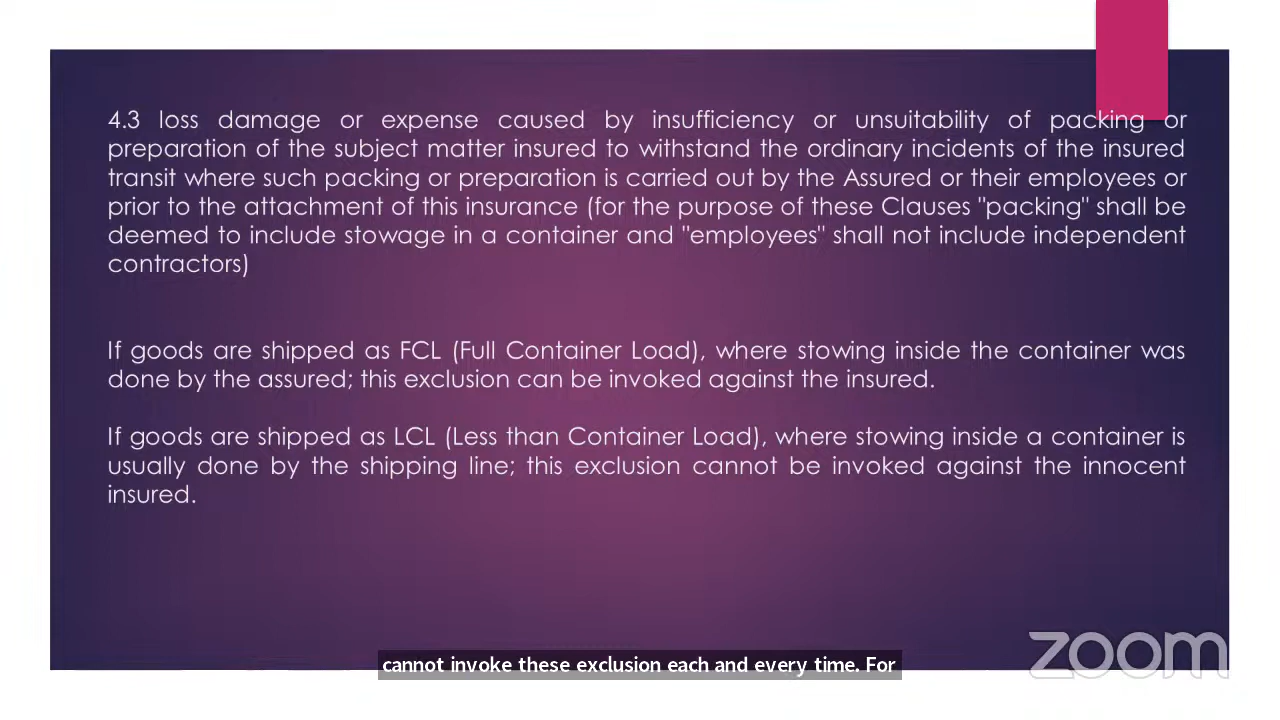 4.3 loss damage or expense caused by insufficiency or unsuitability of packing or
preparation of the subject matter insured to withstand the ordinary incidents of the insured
transit where such packing or preparation is carried out by the Assured or their employees or
prior to the attachment of this insurance (for the purpose of these Clauses "packing" shall be
deemed to include stowage in a container and "employees" shall not include independent
contractors)
If goods are shipped as FCL (Full Container Load), where stowing inside the container was
done by the assured; this exclusion can be invoked against the insured.
If goods are shipped as LCL (Less than Container Load), where stowing inside a container is
usually done by the shipping line; this exclusion cannot be invoked against the innocent
insured.
zoom
cannot invoke these exclusion each and every time. For